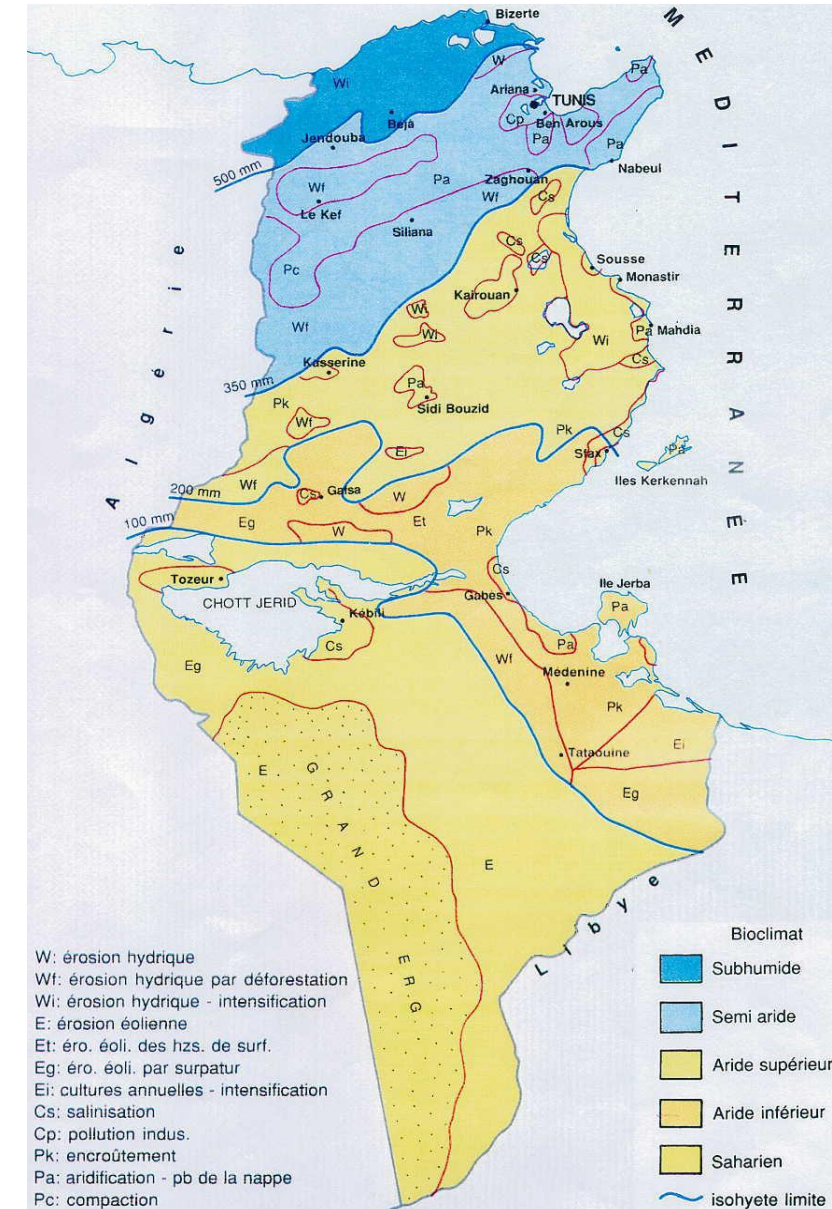 Bizerte
MEDITERRANÉE
Pa
W
Wi
Ariana
TUNIS
Cp
Ben Arous
Béja
Pa
Jendouba
Pa
Nabeul
500 mm
Pa
Zaghouan
Wf
Wf
Le Kef
Cs
Siliana
Cs
Cs
Sousse
Pc
Monastir
Kairouan
Algérie
Wi
Wf
Wi
Wi
Pa
Mahdia
Cs
Kasserine
350 mm
Pa
Pk
Sidi Bouzid
Wf
Pk
Cs
Ei
Sfax
Pa
Iles Kerkennah
Wf
200 mm
Cs
Gafsa
W
100 mm
Eg
W
Et
Pk
Cs
Tozeur
Ile Jerba
CHOTT JERID
Gabes
Pa
Kébili
Cs
Pa
Wf
Eg
Médenine
Pk
Ei
Tataouine
E
Eg
GRAND
ERG
E
Libye
W: érosion hydrique
Wf: érosion hydrique par déforestation
Wi: érosion hydrique - intensification
E: érosion éolienne
Et: éro. éoli. des hzs. de surf.
Eg: éro. éoli. par surpatur
Ei: cultures annuelles - intensification
Cs: salinisation
Cp: pollution indus.
Pk: encroûtement
Pa: aridification - pb de la nappe
Pc: compaction
Bioclimat
Subhumide
Semi aride
Aride supérieur
Aride inférieur
Saharien
isohyete limite